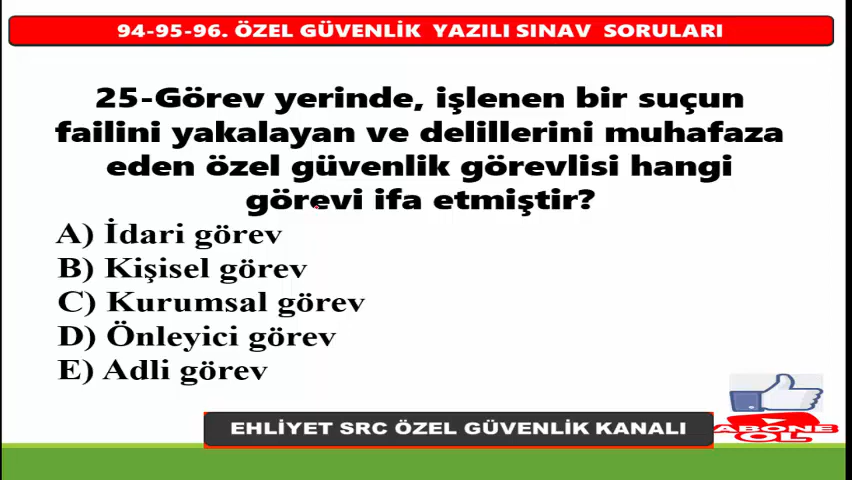 94-95-96. ÖZEL GÜVENLİK YAZILI SINAV SORULARI
25-Görev yerinde, işlenen bir suçun
failini yakalayan ve delillerini muhafaza
eden özel güvenlik görevlisi hangi
görevi ifa etmiştir?
A) İdari görev
B) Kişisel görev
C) Kurumsal görev
D) Önleyici görev
E) Adli görev
EHLİYET SRC ÖZEL GÜVENLİK KANALI
ABONE
OL